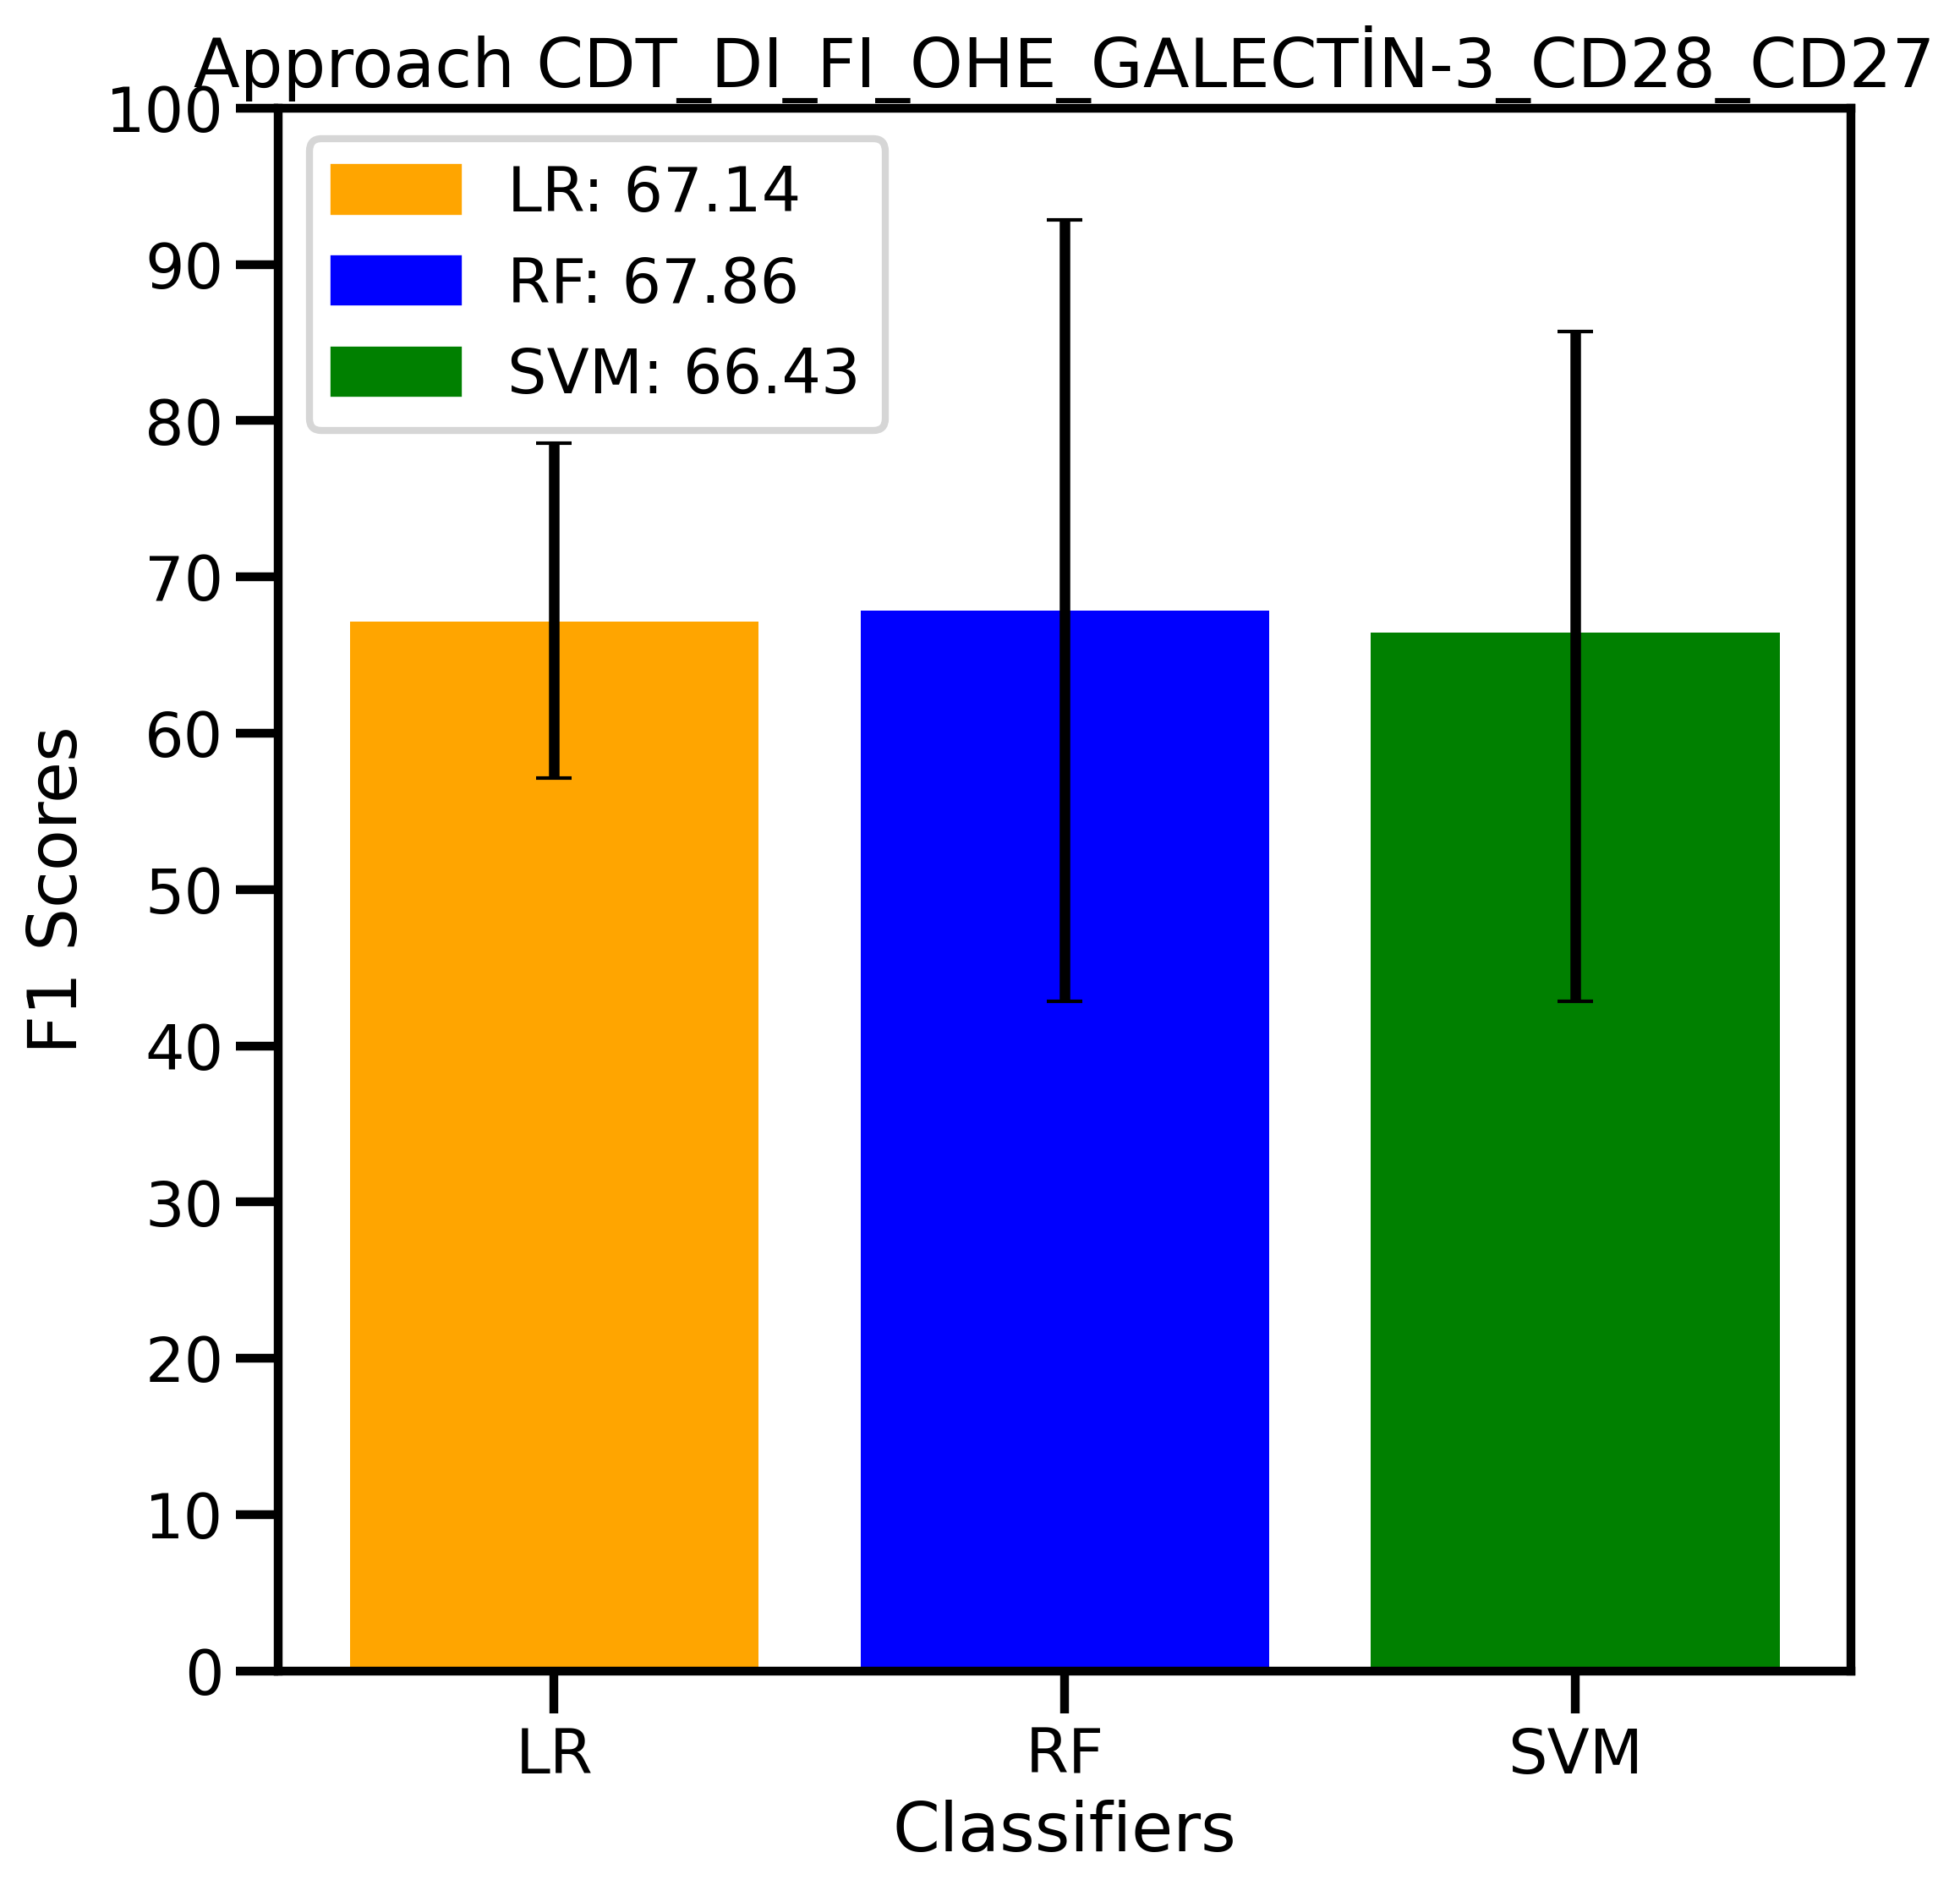 Approach CDT_DI_FI_OHE_GALECTİN-3_CD28_CD27
100
90
80
70
60
50
40
30
20
10
0
F1 Scores
LR: 67.14
RF: 67.86
SVM: 66.43
LR
RF
SVM
Classifiers